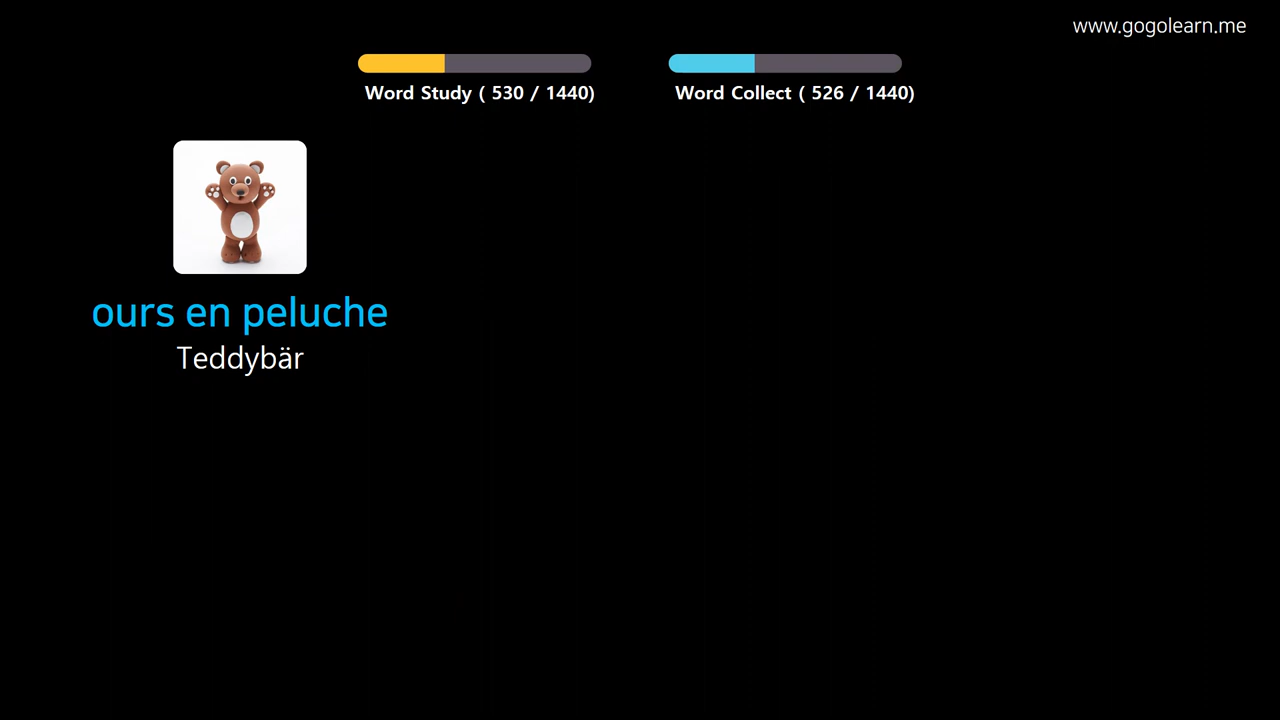 www.gogolearn.me
Word Study ( 530 / 1440)
Word Collect ( 526 / 1440)
ours en peluche
Teddybär